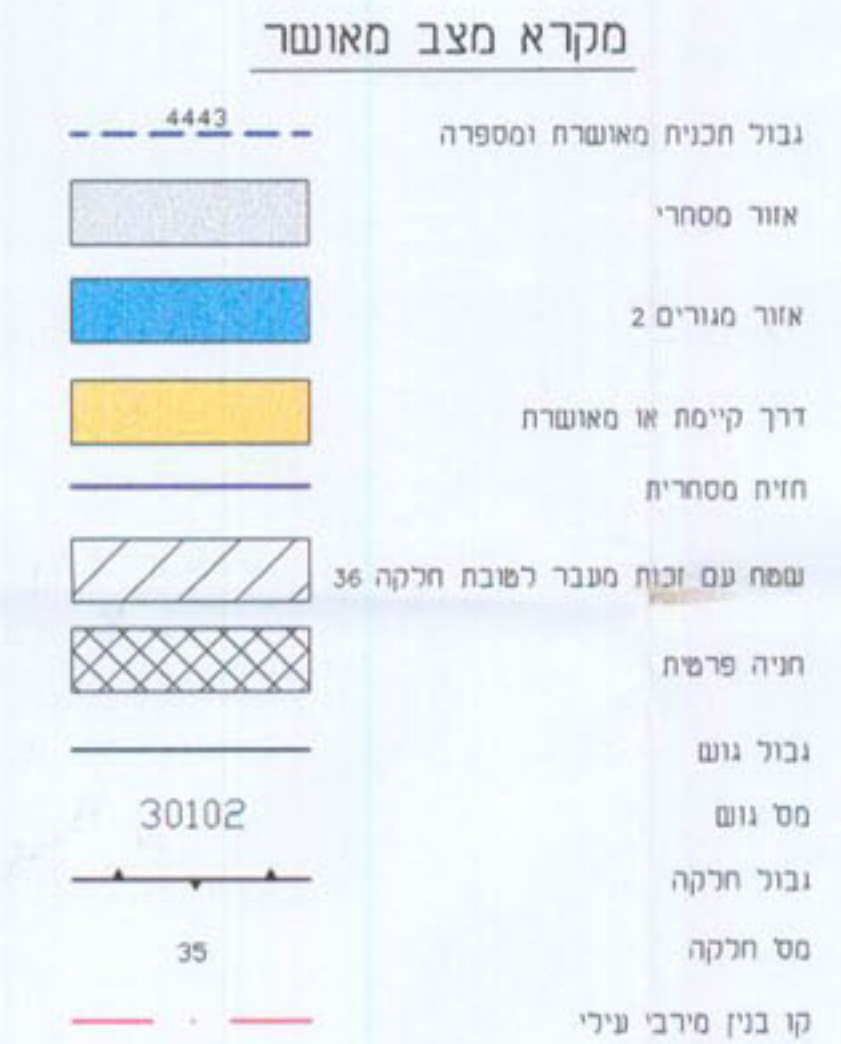 מקרא מצב מאושר
גבול תכנית מאושרת ומספרה 4443
אזור מסחרי
אזור מגורים 2
דרך קיימת או מאושרת
חזית מסחרית
שטח עם זכות מעבר לטובת חלקה 36
חניה פרטית
גבול גוש
מס' גוש 30102
גבול חלקה
מס' חלקה 35
קו בנין מירבי עילי